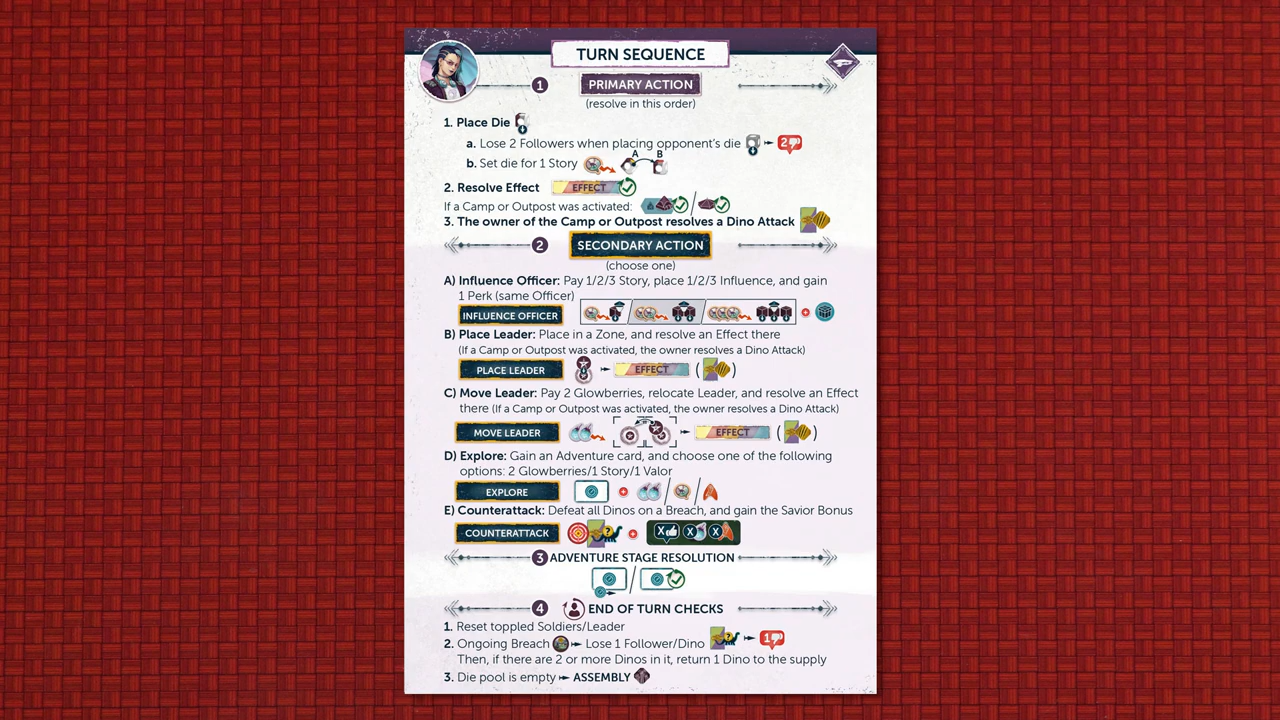 TURN SEQUENCE
1 PRIMARY ACTION
(resolve in this order)
1. Place Die
a. Lose 2 Followers when placing opponent's die 2
A B
b. Set die for 1 Story
2. Resolve Effect EFFECT
If a Camp or Outpost was activated:
3. The owner of the Camp or Outpost resolves a Dino Attack
2 SECONDARY ACTION
(choose one)
A) Influence Officer: Pay 1/2/3 Story, place 1/2/3 Influence, and gain
1 Perk (same Officer)
INFLUENCE OFFICER
B) Place Leader: Place in a Zone, and resolve an Effect there
(If a Camp or Outpost was activated, the owner resolves a Dino Attack)
PLACE LEADER EFFECT ( )
C) Move Leader: Pay 2 Glowberries, relocate Leader, and resolve an Effect
there (If a Camp or Outpost was activated, the owner resolves a Dino Attack)
MOVE LEADER EFFECT ( )
D) Explore: Gain an Adventure card, and choose one of the following
options: 2 Glowberries/1 Story/1 Valor
EXPLORE
E) Counterattack: Defeat all Dinos on a Breach, and gain the Savior Bonus
COUNTERATTACK ? X X X
3 ADVENTURE STAGE RESOLUTION
4 END OF TURN CHECKS
1. Reset toppled Soldiers/Leader
2. Ongoing Breach Lose 1 Follower/Dino ? 1
Then, if there are 2 or more Dinos in it, return 1 Dino to the supply
3. Die pool is empty ASSEMBLY